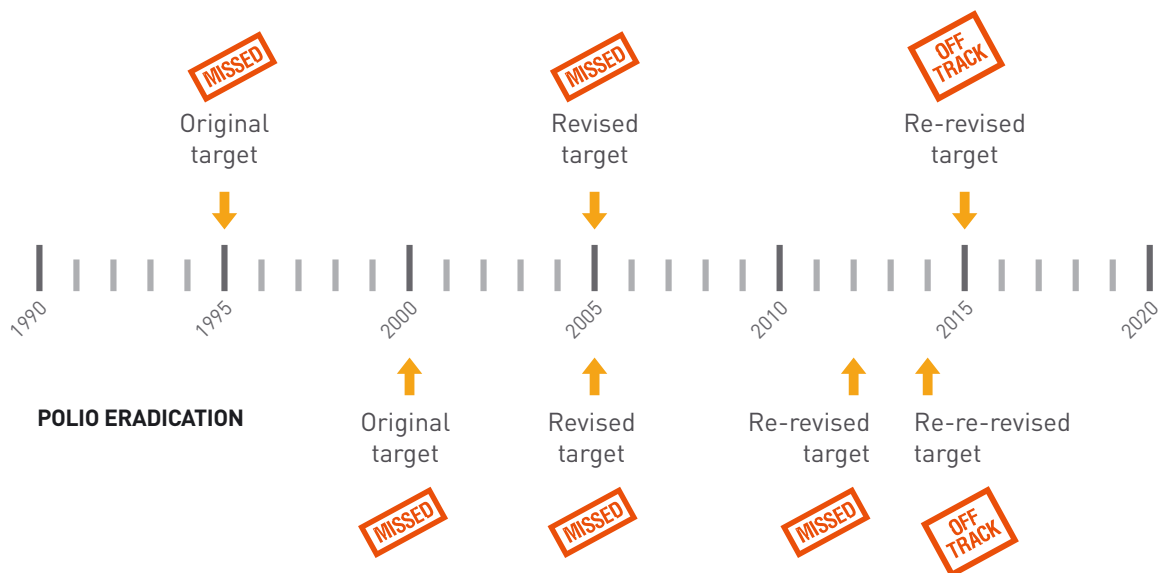 MISSED
MISSED
OFF
TRACK
Original
target
Revised
target
Re-revised
target
1990
1995
2000
2005
2010
2015
2020
POLIO ERADICATION
Original
target
Revised
target
Re-revised
target
Re-re-revised
target
MISSED
MISSED
MISSED
OFF
TRACK